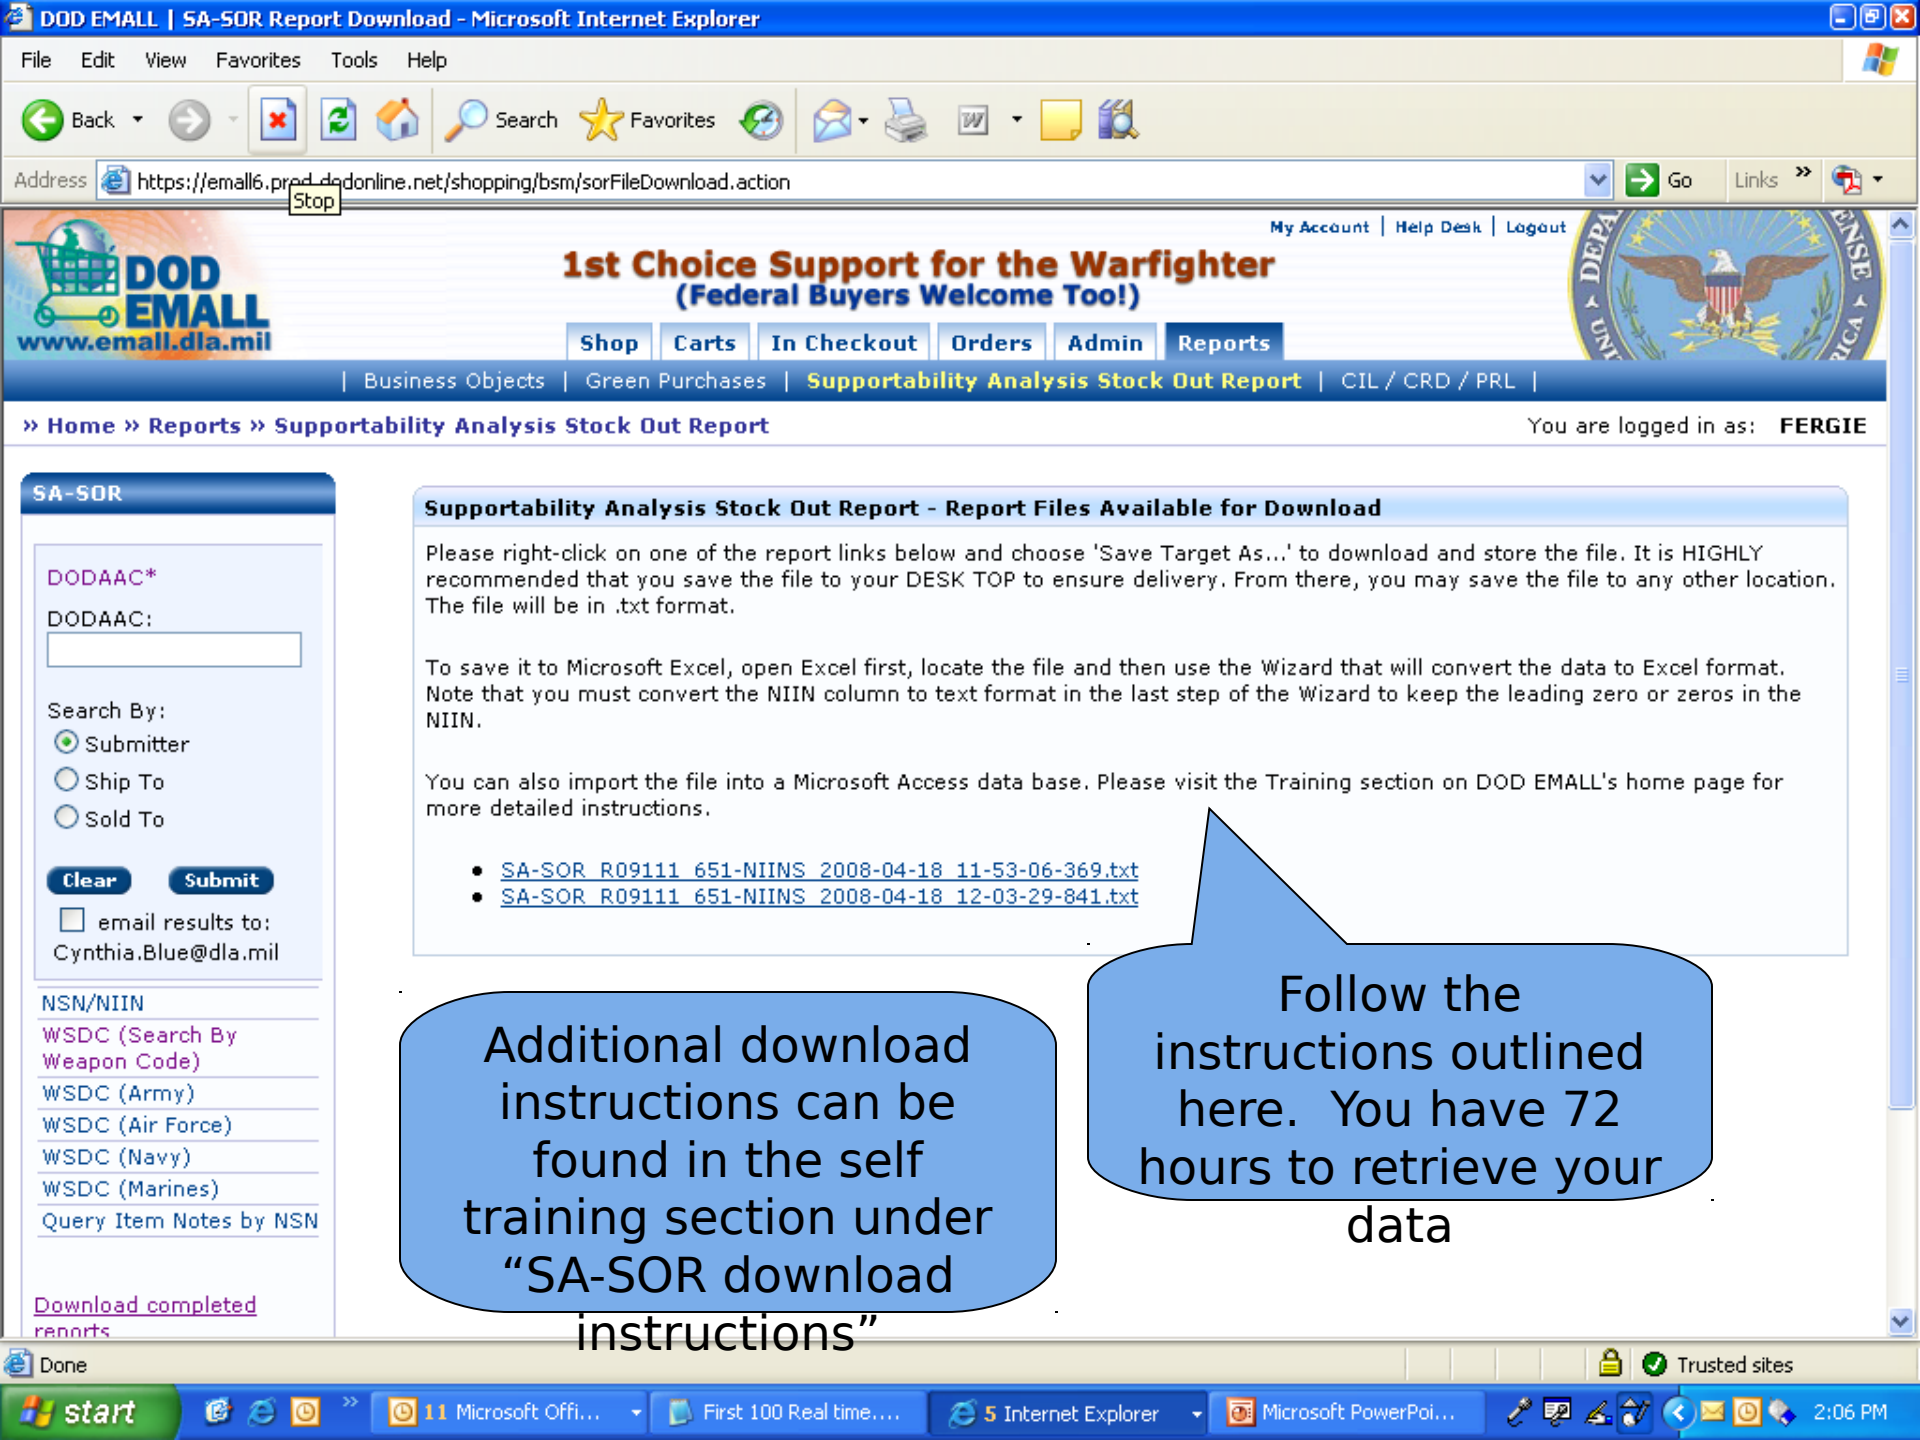 DOD EMALL | SA-SOR Report Download - Microsoft Internet Explorer
File Edit View Favorites Tools Help
Back Search Favorites
Address https://emall6.prod.dodonline.net/shopping/bsm/sorFileDownload.action Go Links »
Stop
My Account | Help Desk | Logout
DOD
EMALL
www.emall.dla.mil
1st Choice Support for the Warfighter
(Federal Buyers Welcome Too!)
Shop Carts In Checkout Orders Admin Reports
| Business Objects | Green Purchases | Supportability Analysis Stock Out Report | CIL / CRD / PRL |
» Home » Reports » Supportability Analysis Stock Out Report
You are logged in as: FERGIE
SA-SOR
DODAAC*
DODAAC:
Search By:
Submitter
Ship To
Sold To
Clear Submit
email results to:
Cynthia.Blue@dla.mil
NSN/NIIN
WSDC (Search By
Weapon Code)
WSDC (Army)
WSDC (Air Force)
WSDC (Navy)
WSDC (Marines)
Query Item Notes by NSN
Download completed
reports
Supportability Analysis Stock Out Report - Report Files Available for Download
Please right-click on one of the report links below and choose 'Save Target As...' to download and store the file. It is HIGHLY
recommended that you save the file to your DESK TOP to ensure delivery. From there, you may save the file to any other location.
The file will be in .txt format.
To save it to Microsoft Excel, open Excel first, locate the file and then use the Wizard that will convert the data to Excel format.
Note that you must convert the NIIN column to text format in the last step of the Wizard to keep the leading zero or zeros in the
NIIN.
You can also import the file into a Microsoft Access data base. Please visit the Training section on DOD EMALL's home page for
more detailed instructions.
SA-SOR_R09111_651-NIINS_2008-04-18_11-53-06-369.txt
SA-SOR_R09111_651-NIINS_2008-04-18_12-03-29-841.txt
Additional download
instructions can be
found in the self
training section under
“SA-SOR download
instructions”
Follow the
instructions outlined
here. You have 72
hours to retrieve your
data
Done
Trusted sites
start » 11 Microsoft Offi... First 100 Real time.... 5 Internet Explorer Microsoft PowerPoi... 2:06 PM